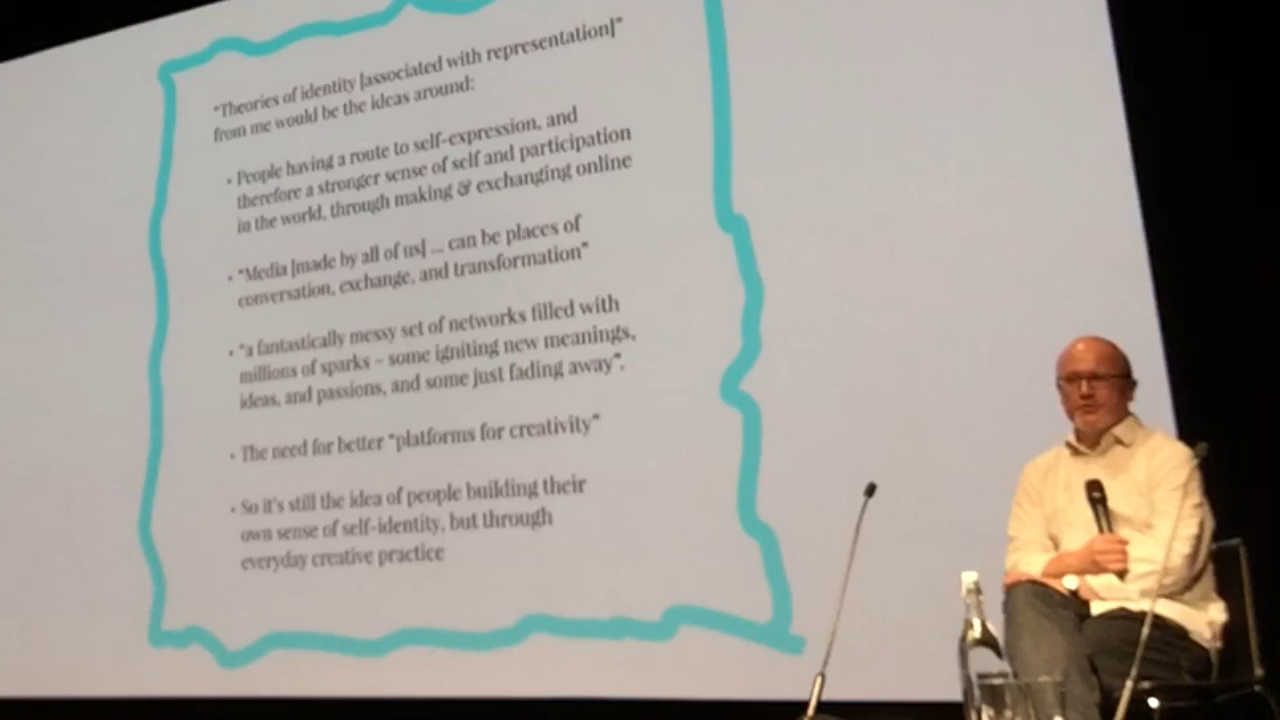 "Theories of identity [associated with representation]"
from me would be the ideas around:
• People having a route to self-expression, and
therefore a stronger sense of self and participation
in the world, through making & exchanging online
• "Media [made by all of us] ... can be places of
conversation, exchange, and transformation"
• "a fantastically messy set of networks filled with
millions of sparks – some igniting new meanings,
ideas, and passions, and some just fading away".
• The need for better "platforms for creativity"
• So it's still the idea of people building their
own sense of self-identity, but through
everyday creative practice